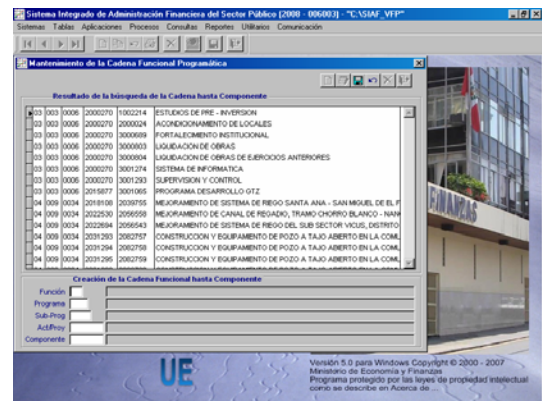 Sistema Integrado de Administración Financiera del Sector Público [2000 - 006003] - "C:\SIAF_VFP"
Sistemas Tablas Aplicaciones Procesos Consultas Reportes Utilitarios Comunicación
Mantenimiento de la Cadena Funcional Programática
Resultado de la búsqueda de la Cadena hasta Componente
03 003 0006 2000270 1002214 ESTUDIOS DE PRE - INVERSION
03 003 0006 2000270 2000024 ACONDICIONAMIENTO DE LOCALES
03 003 0006 2000270 3000689 FORTALECIMIENTO INSTITUCIONAL
03 003 0006 2000270 3000803 LIQUIDACION DE OBRAS
03 003 0006 2000270 3000804 LIQUIDACION DE OBRAS DE EJERCICIOS ANTERIORES
03 003 0006 2000270 3001274 SISTEMA DE INFORMATICA
03 003 0006 2000270 3001293 SUPERVISION Y CONTROL
03 003 0006 2015877 3001065 PROGRAMA DESARROLLO GTZ
04 009 0034 2018108 2039755 MEJORAMIENTO DE SISTEMA DE RIEGO SANTA ANA - SAN MIGUEL DE EL F
04 009 0034 2022530 2056558 MEJORAMIENTO DE CANAL DE REGADIO, TRAMO CHORRO BLANCO - NAN
04 009 0034 2022694 2056543 MEJORAMIENTO DE SISTEMA DE RIEGO DEL SUB SECTOR VICUS, DISTRITO
04 009 0034 2031293 2082757 CONSTRUCCION Y EQUIPAMIENTO DE POZO A TAJO ABIERTO EN LA COMU
04 009 0034 2031294 2082758 CONSTRUCCION Y EQUIPAMIENTO DE POZO A TAJO ABIERTO EN LA COMU
04 009 0034 2031295 2082759 CONSTRUCCION Y EQUIPAMIENTO DE POZO A TAJO ABIERTO EN LA COMU
Creación de la Cadena Funcional hasta Componente
Función
Programa
Sub-Prog
Act/Proy
Componente
FINANZAS
UE
Versión 5.0 para Windows Copyright © 2000 - 2007
Ministerio de Economía y Finanzas
Programa protegido por las leyes de propiedad intelectual
como se describe en Acerca de...